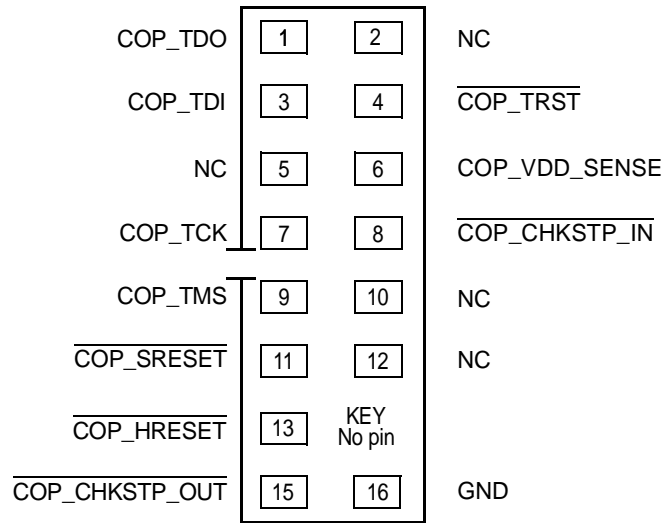 COP_TDO 1 2 NC
COP_TDI 3 4 COP_TRST
NC 5 6 COP_VDD_SENSE
COP_TCK 7 8 COP_CHKSTP_IN
COP_TMS 9 10 NC
COP_SRESET 11 12 NC
COP_HRESET 13 KEY
No pin
COP_CHKSTP_OUT 15 16 GND